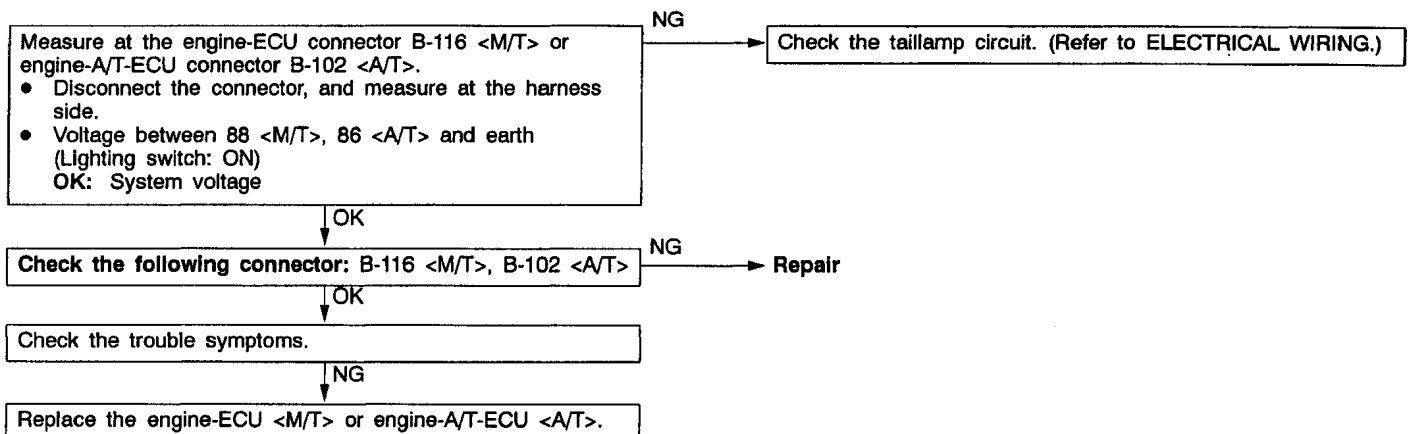 NG
Measure at the engine-ECU connector B-116 <M/T> or
engine-A/T-ECU connector B-102 <A/T>.
● Disconnect the connector, and measure at the harness
side.
● Voltage between 88 <M/T>, 86 <A/T> and earth
(Lighting switch: ON)
OK: System voltage
Check the taillamp circuit. (Refer to ELECTRICAL WIRING.)
OK
Check the following connector: B-116 <M/T>, B-102 <A/T>
NG
Repair
OK
Check the trouble symptoms.
NG
Replace the engine-ECU <M/T> or engine-A/T-ECU <A/T>.